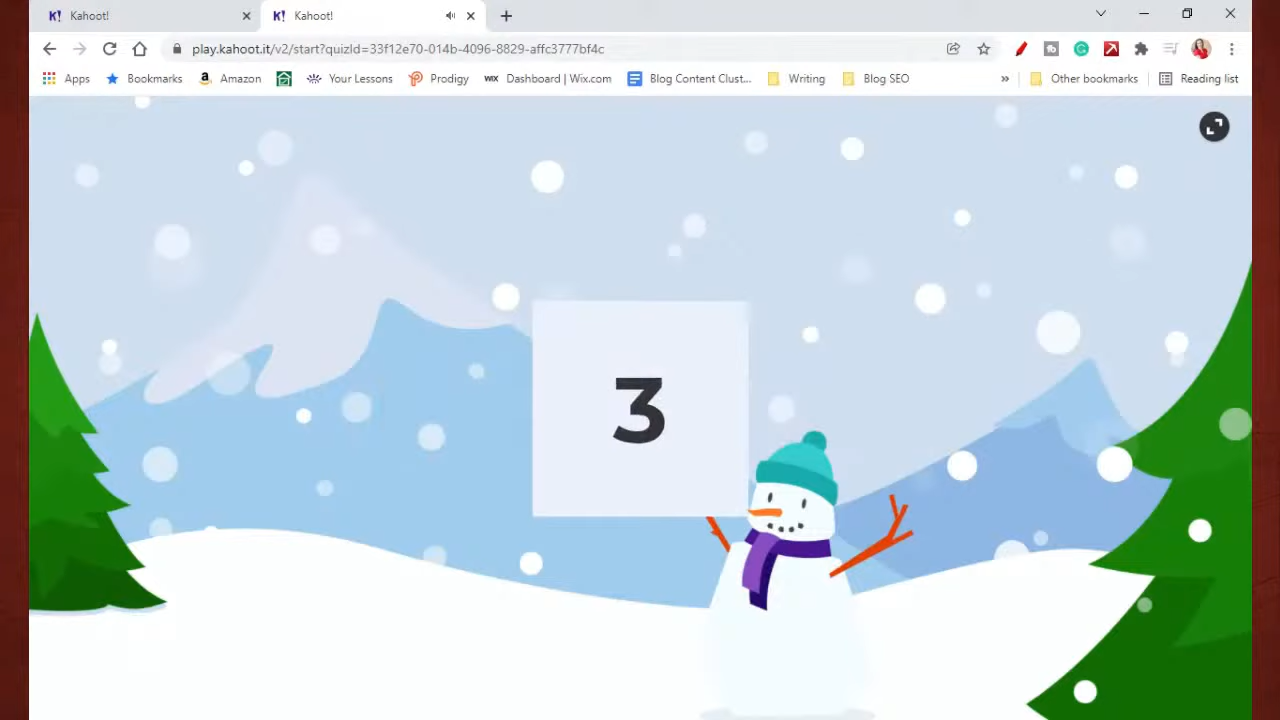 K! Kahoot!
K! Kahoot!
play.kahoot.it/v2/start?quizId=33f12e70-014b-4096-8829-affc3777bf4c
Apps Bookmarks Amazon Your Lessons Prodigy WIX Dashboard | Wix.com Blog Content Clust... Writing Blog SEO » Other bookmarks Reading list
3